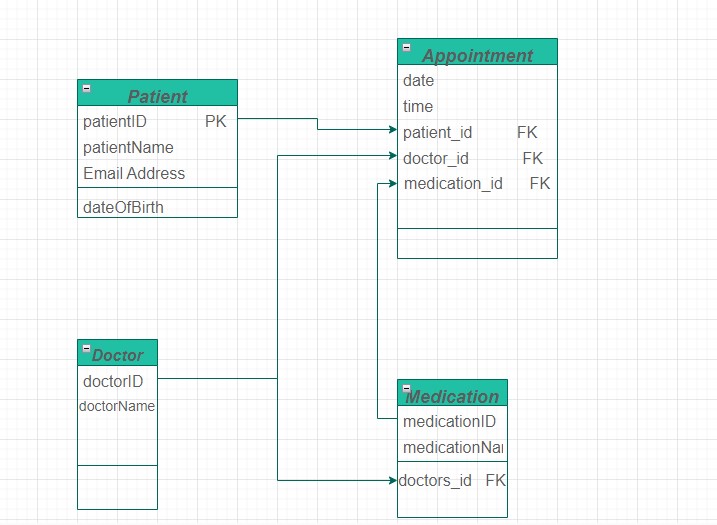 Patient
patientID PK
patientName
Email Address
dateOfBirth
Appointment
date
time
patient_id FK
doctor_id FK
medication_id FK
Doctor
doctorID
doctorName
Medication
medicationID
medicationNai
doctors_id FK